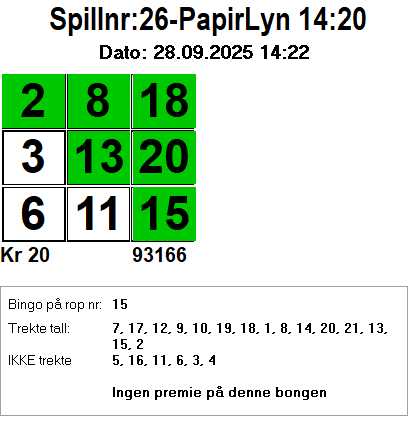 Spillnr:26-PapirLyn 14:20
Dato: 28.09.2025 14:22
2 8 18
3 13 20
6 11 15
Kr 20 93166
Bingo på rop nr: 15
Trekte tall: 7, 17, 12, 9, 10, 19, 18, 1, 8, 14, 20, 21, 13,
15, 2
IKKE trekte 5, 16, 11, 6, 3, 4
Ingen premie på denne bongen